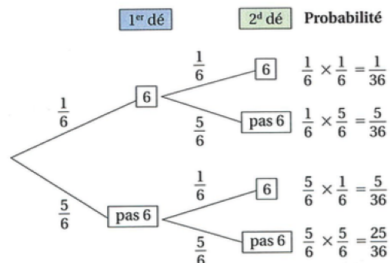 1er dé 2d dé Probabilité
1/6 6 1/6 × 1/6 = 1/36
1/6
5/6 pas 6 1/6 × 5/6 = 5/36
1/6 6 5/6 × 1/6 = 5/36
5/6 pas 6
5/6 pas 6 5/6 × 5/6 = 25/36